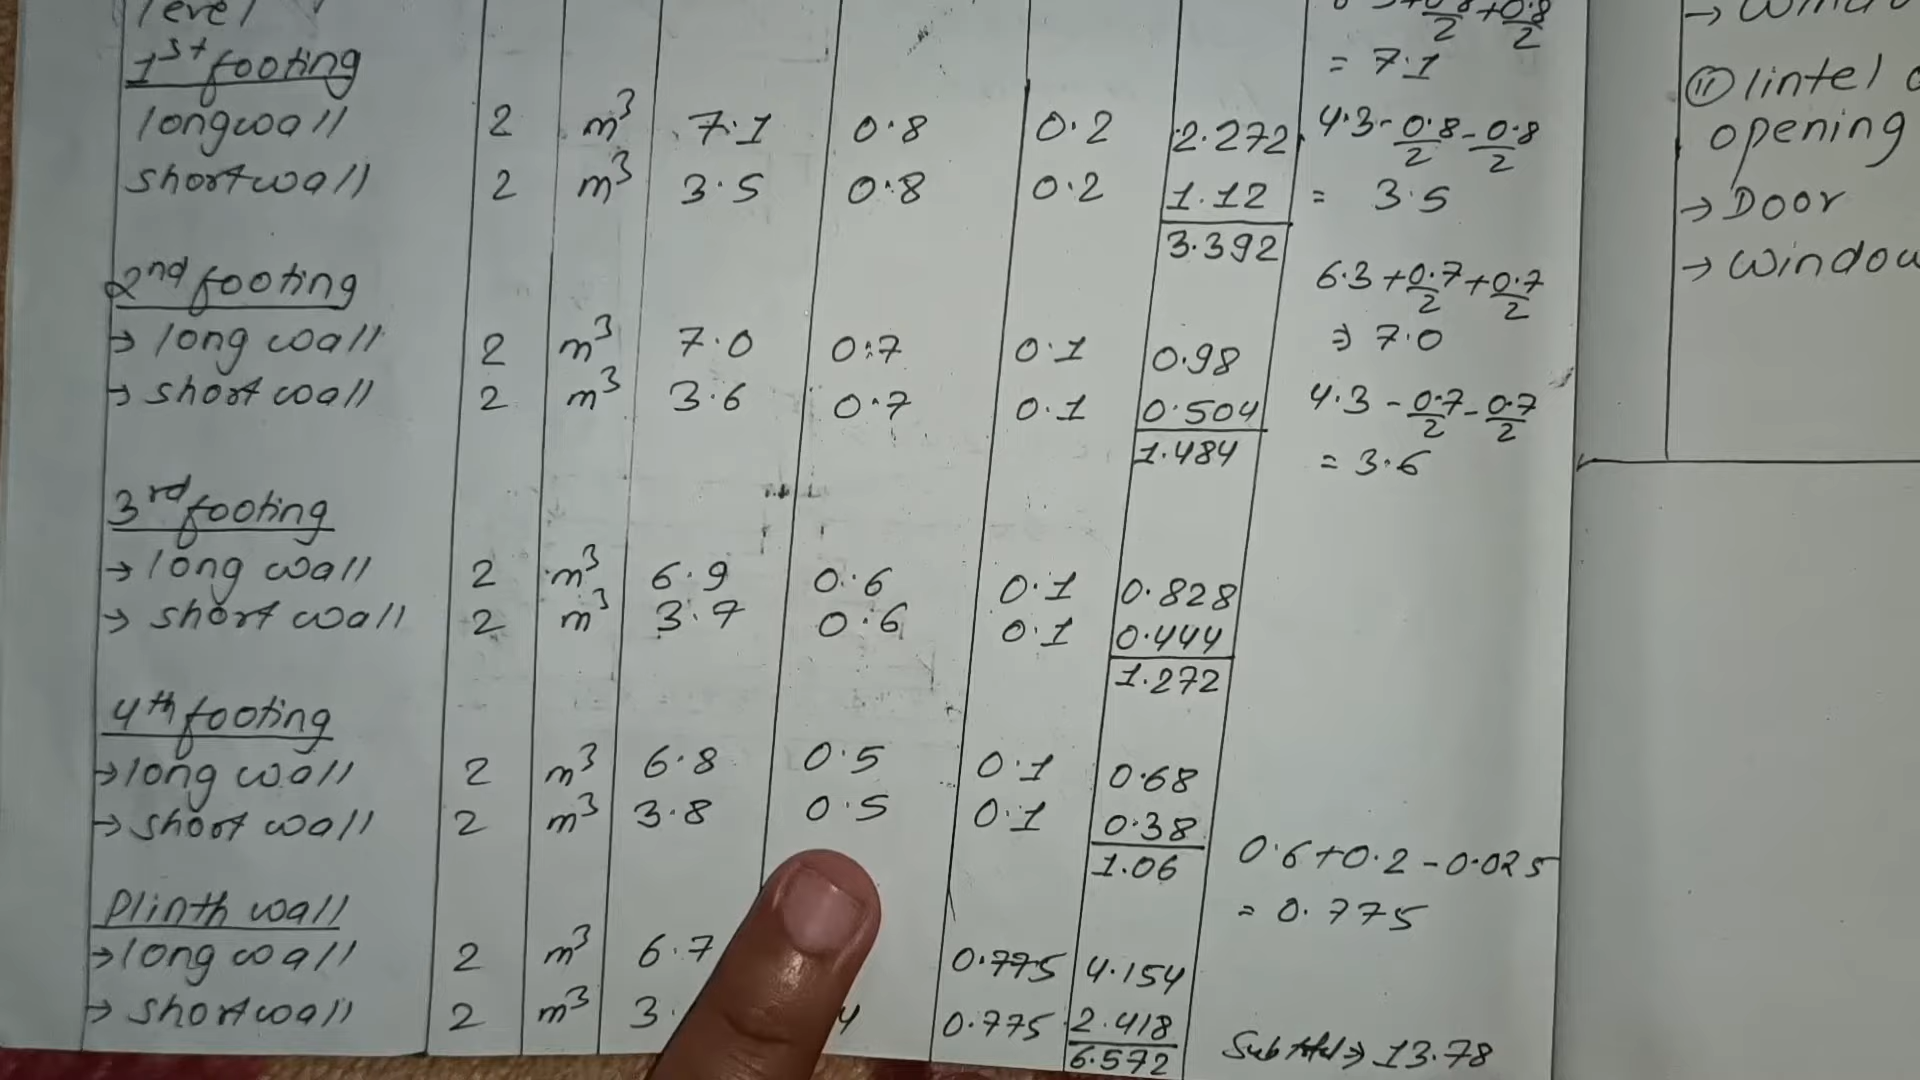 level
1st footing
= 7.1
longwall 2 m³ 7.1 0.8 0.2 2.272 4.3-0.8/2-0.8/2
shortwall 2 m³ 3.5 0.8 0.2 1.12 = 3.5
3.392
2nd footing 6.3+0.7/2+0.7/2
→ long wall 2 m³ 7.0 0.7 0.1 0.98 ⇒ 7.0
→ short wall 2 m³ 3.6 0.7 0.1 0.504 4.3-0.7/2-0.7/2
1.484 = 3.6
3rd footing
→ long wall 2 m³ 6.9 0.6 0.1 0.828
→ short wall 2 m³ 3.7 0.6 0.1 0.444
1.272
4th footing
→ long wall 2 m³ 6.8 0.5 0.1 0.68
→ short wall 2 m³ 3.8 0.5 0.1 0.38
1.06 0.6+0.2-0.025
= 0.775
Plinth wall
→ long wall 2 m³ 6.7 0.775 4.154
→ shortwall 2 m³ 3. 4 0.775 2.418
6.572 Subtotal ⇒ 13.78
(ii) lintel
opening
→ Door
→ window